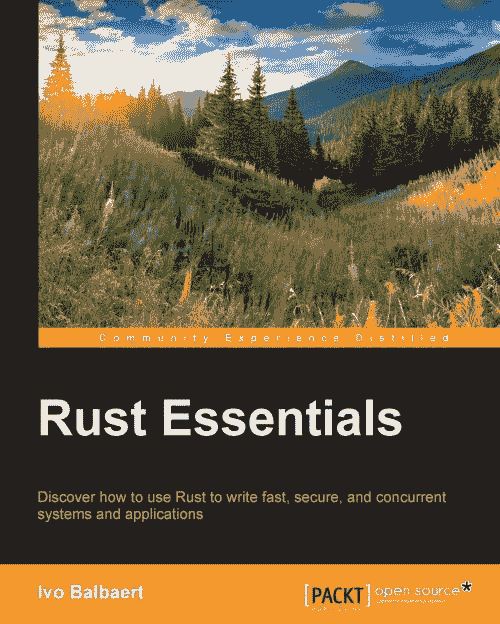 Community Experience Distilled
Rust Essentials
Discover how to use Rust to write fast, secure, and concurrent
systems and applications
Ivo Balbaert
[PACKT] open source*